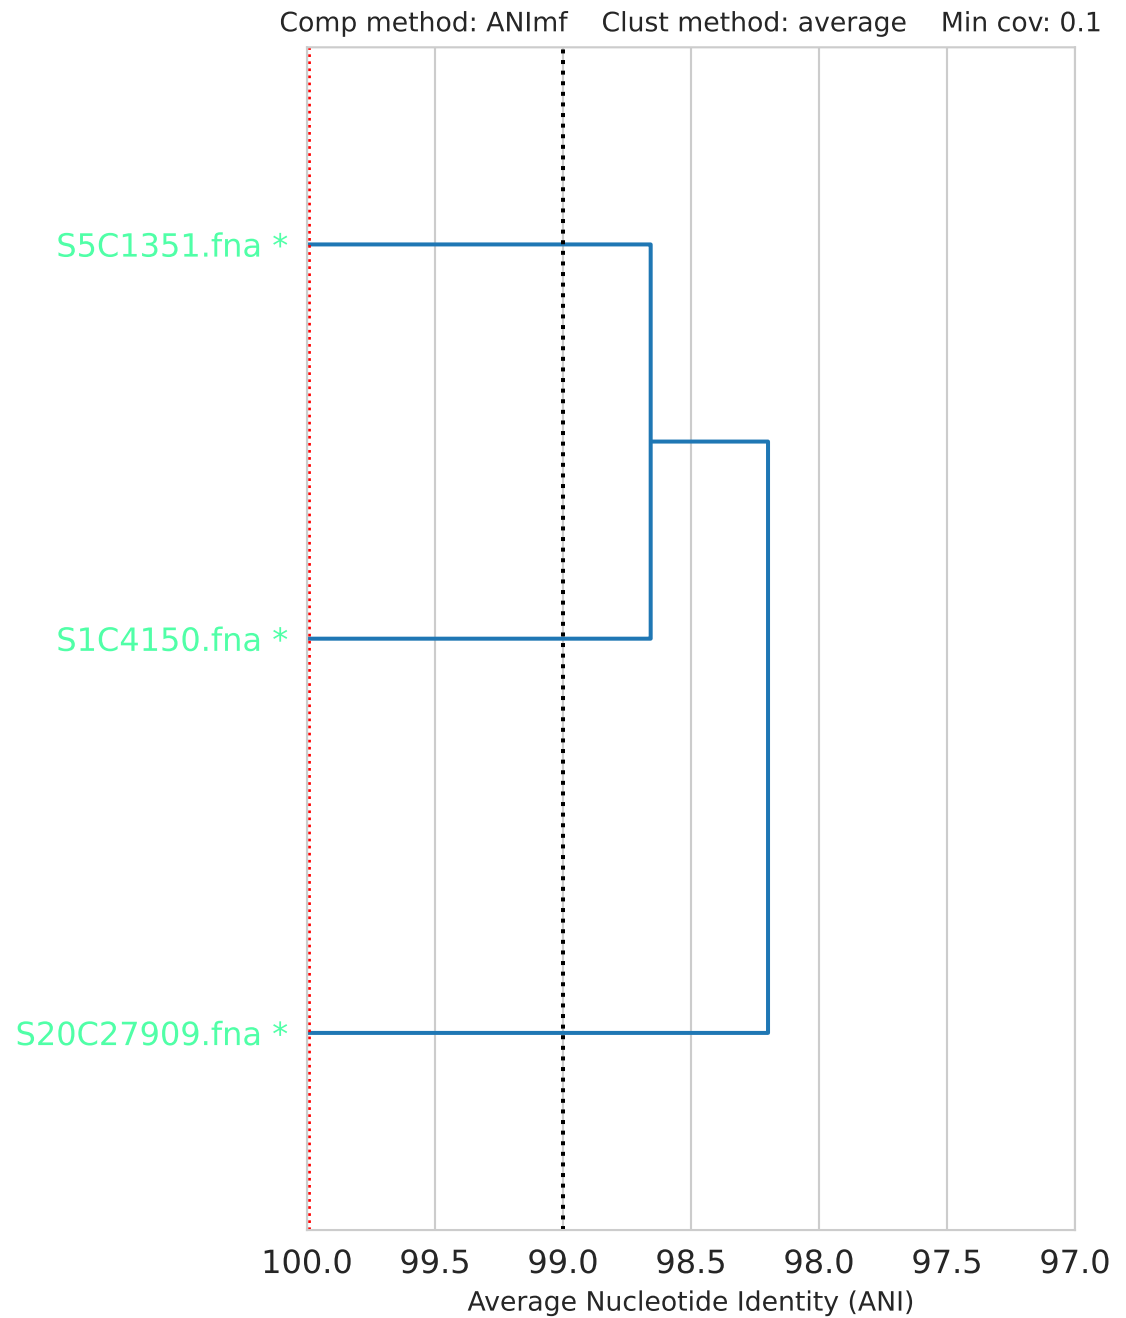 Comp method: ANImf    Clust method: average    Min cov: 0.1
S5C1351.fna *
S1C4150.fna *
S20C27909.fna *
100.0 99.5 99.0 98.5 98.0 97.5 97.0
Average Nucleotide Identity (ANI)